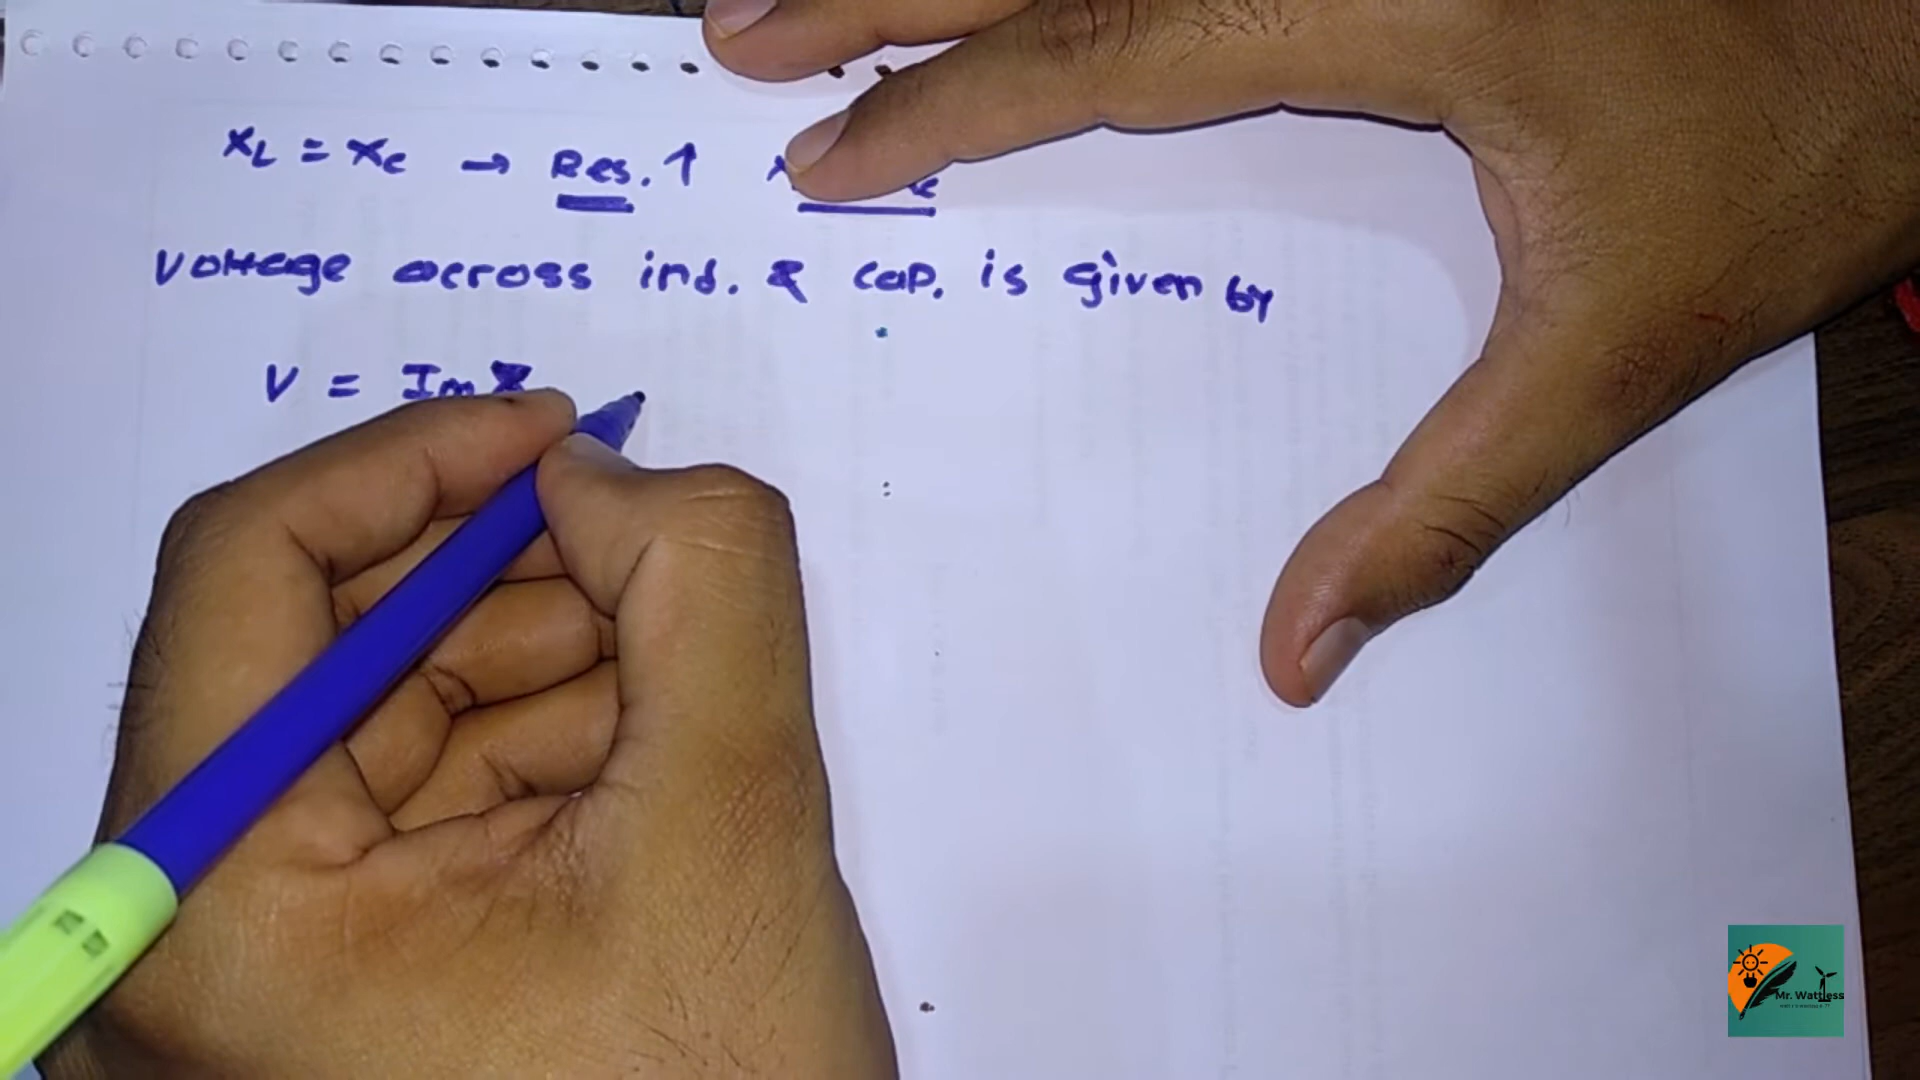 XL = Xc → Res. ↑
Voltage across ind. & cap. is given by
V = Im
Mr. Wattless